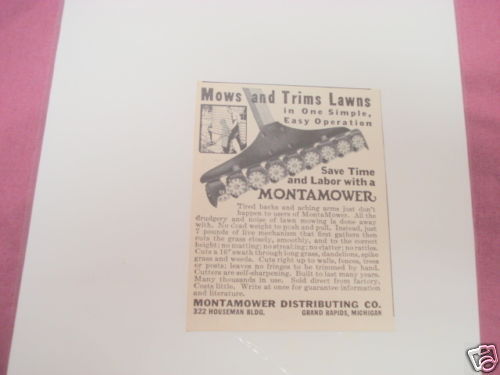 Mows and Trims Lawns
in One Simple,
Easy Operation
Save Time
and Labor with a
MONTAMOWER
Tired backs and aching arms just don't
happen to users of MontaMower. All the
drudgery and noise of lawn mowing is done away
with. No dead weight to push and pull. Instead, just
7 pounds of live mechanism that first gathers then
cuts the grass closely, smoothly, and to the correct
height; no matting; no streaking; no clatter; no rattles.
Cuts a 16" swath through long grass, dandelions, spike
grass and weeds. Cuts right up to walls, fences, trees
or posts; leaves no fringes to be trimmed by hand.
Cutters are self-sharpening. Built to last many years.
Many thousands in use. Sold direct from factory.
Costs little. Write at once for guarantee information
and literature.
MONTAMOWER DISTRIBUTING CO.
322 HOUSEMAN BLDG. GRAND RAPIDS, MICHIGAN